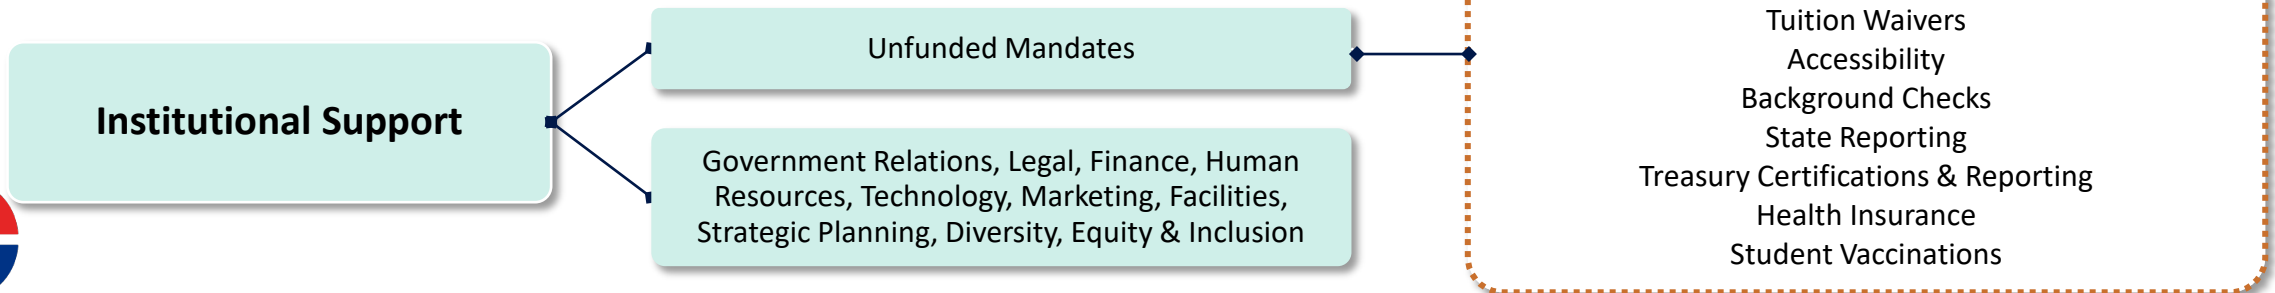 Institutional Support
Unfunded Mandates
Government Relations, Legal, Finance, Human
Resources, Technology, Marketing, Facilities,
Strategic Planning, Diversity, Equity & Inclusion
Tuition Waivers
Accessibility
Background Checks
State Reporting
Treasury Certifications & Reporting
Health Insurance
Student Vaccinations